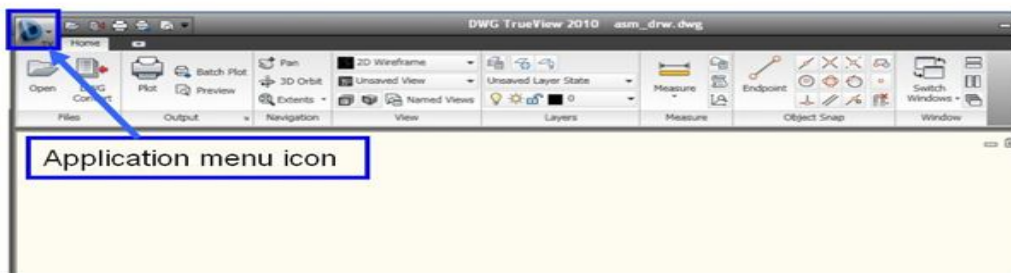 DWG TrueView 2010 asm_drw.dwg
Home
Pan
2D Wireframe
Batch Plot
3D Orbit
Unsaved View
Unsaved Layer State
Open
DWG Convert
Plot
Preview
Measure
Endpoint
Switch Windows
Extents
Named Views
0
Files
Output
Navigation
View
Layers
Measure
Object Snap
Window
Application menu icon